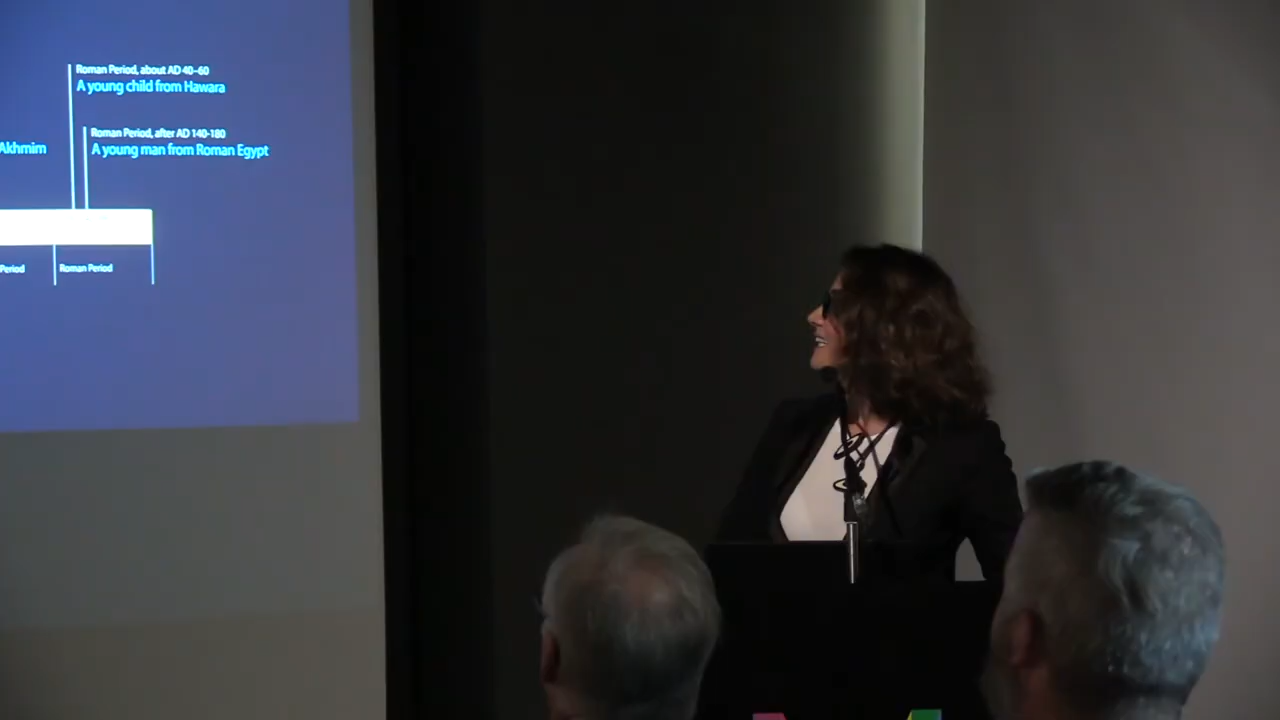 Roman Period, about AD 40–60
A young child from Hawara
Roman Period, after AD 140-180
Akhmim
A young man from Roman Egypt
Period
Roman Period